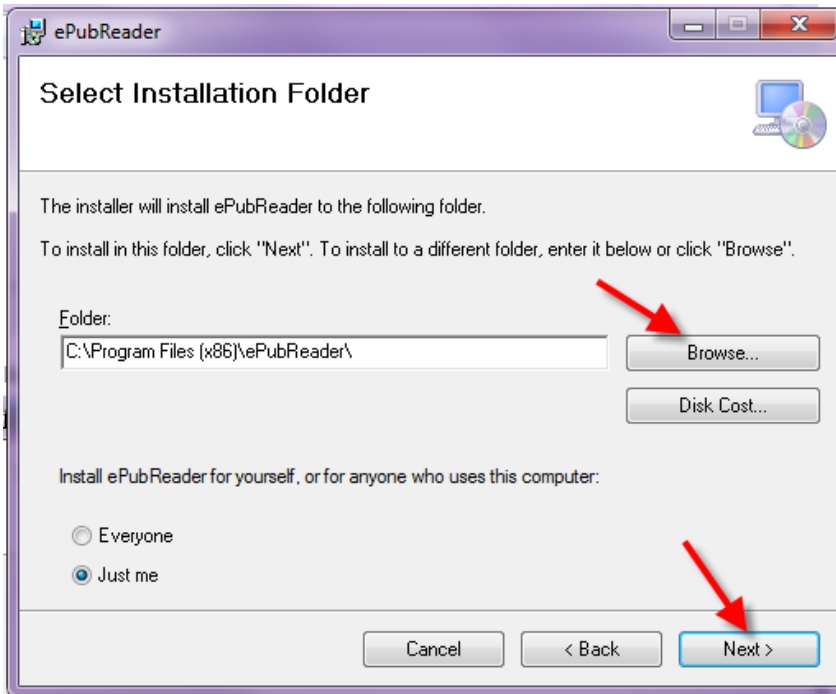 ePubReader
Select Installation Folder
The installer will install ePubReader to the following folder.
To install in this folder, click "Next". To install to a different folder, enter it below or click "Browse".
Folder:
C:\Program Files (x86)\ePubReader\
Browse...
Disk Cost...
Install ePubReader for yourself, or for anyone who uses this computer:
Everyone
Just me
Cancel
< Back
Next >